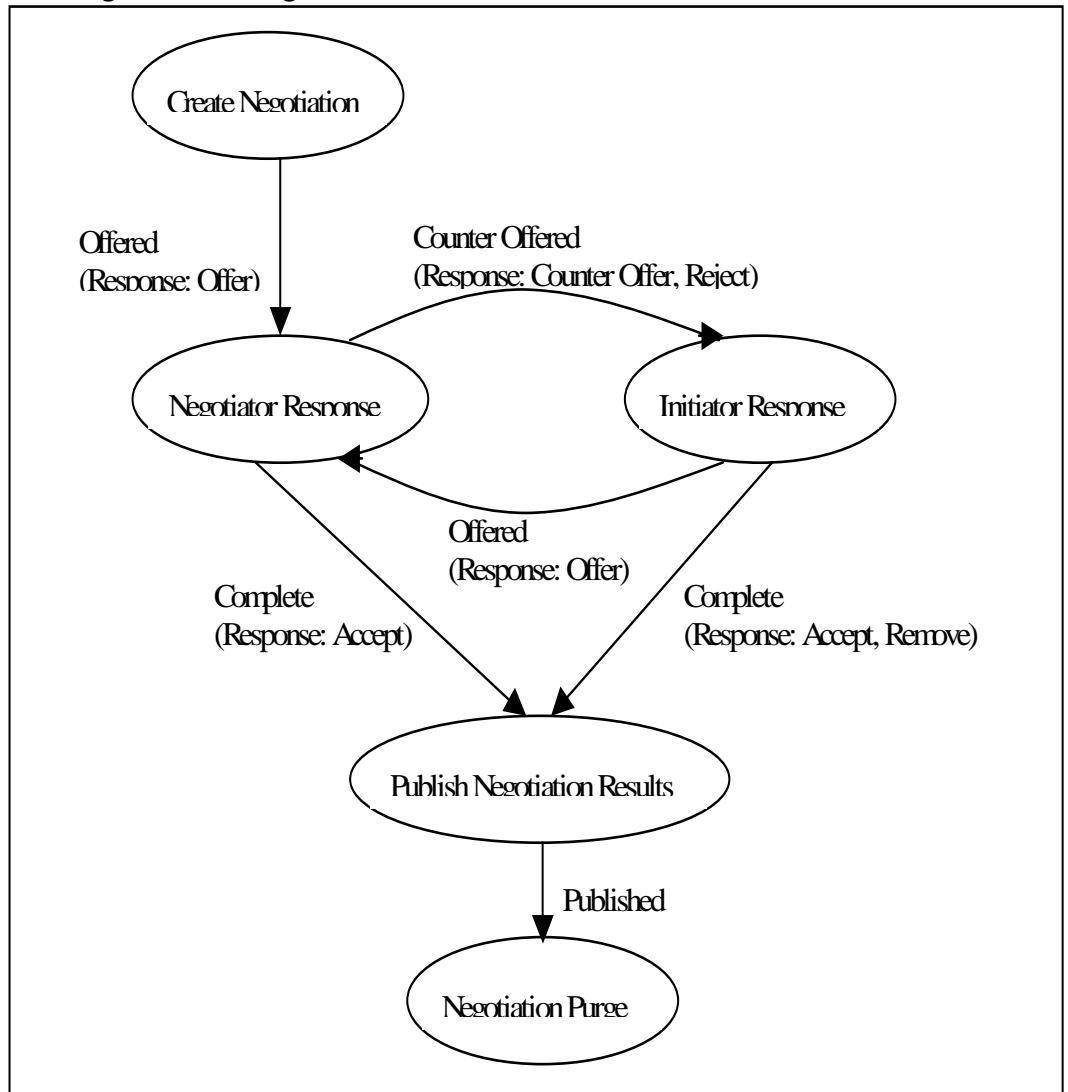 Create Negotiation
Offered
(Response: Offer)
Counter Offered
(Response: Counter Offer, Reject)
Negotiator Response
Initiator Response
Offered
(Response: Offer)
Complete
(Response: Accept)
Complete
(Response: Accept, Remove)
Publish Negotiation Results
Published
Negotiation Purge